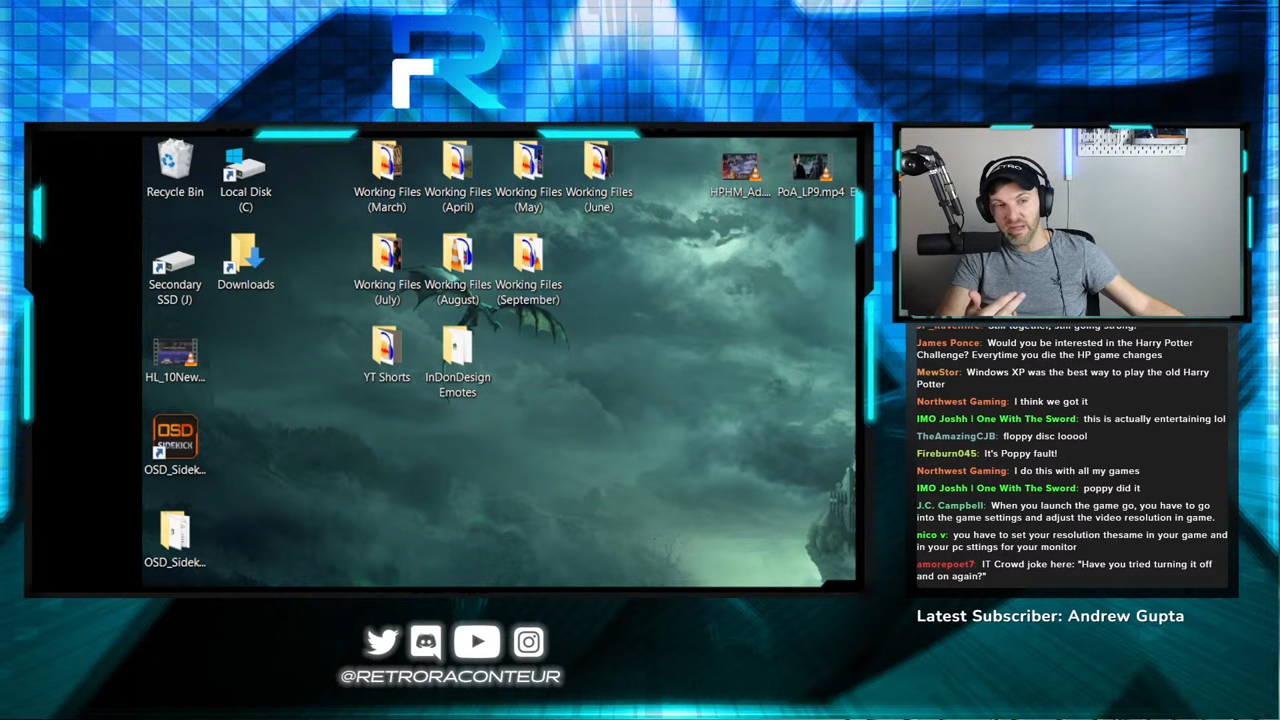 Recycle Bin
Local Disk
(C)
Working Files
(March)
Working Files
(April)
Working Files
(May)
Working Files
(June)
HPHM_Ad....
PoA_LP9.mp4
E
Secondary
SSD (J)
Downloads
Working Files
(July)
Working Files
(August)
Working Files
(September)
HL_10New...
YT Shorts
InDonDesign
Emotes
OSD
SIDEKICK
OSD_Sidek...
OSD_Sidek...
RETRO
Still together, still going strong.
James Ponce: Would you be interested in the Harry Potter
Challenge? Everytime you die the HP game changes
MewStor: Windows XP was the best way to play the old Harry
Potter
Northwest Gaming: I think we got it
IMO Joshh | One With The Sword: this is actually entertaining lol
TheAmazingCJB: floppy disc loool
Fireburn045: It's Poppy fault!
Northwest Gaming: I do this with all my games
IMO Joshh | One With The Sword: poppy did it
J.C. Campbell: When you launch the game go, you have to go
into the game settings and adjust the video resolution in game.
nico v: you have to set your resolution thesame in your game and
in your pc sttings for your monitor
amorepoet7: IT Crowd joke here: "Have you tried turning it off
and on again?"
Latest Subscriber: Andrew Gupta
@RETRORACONTEUR